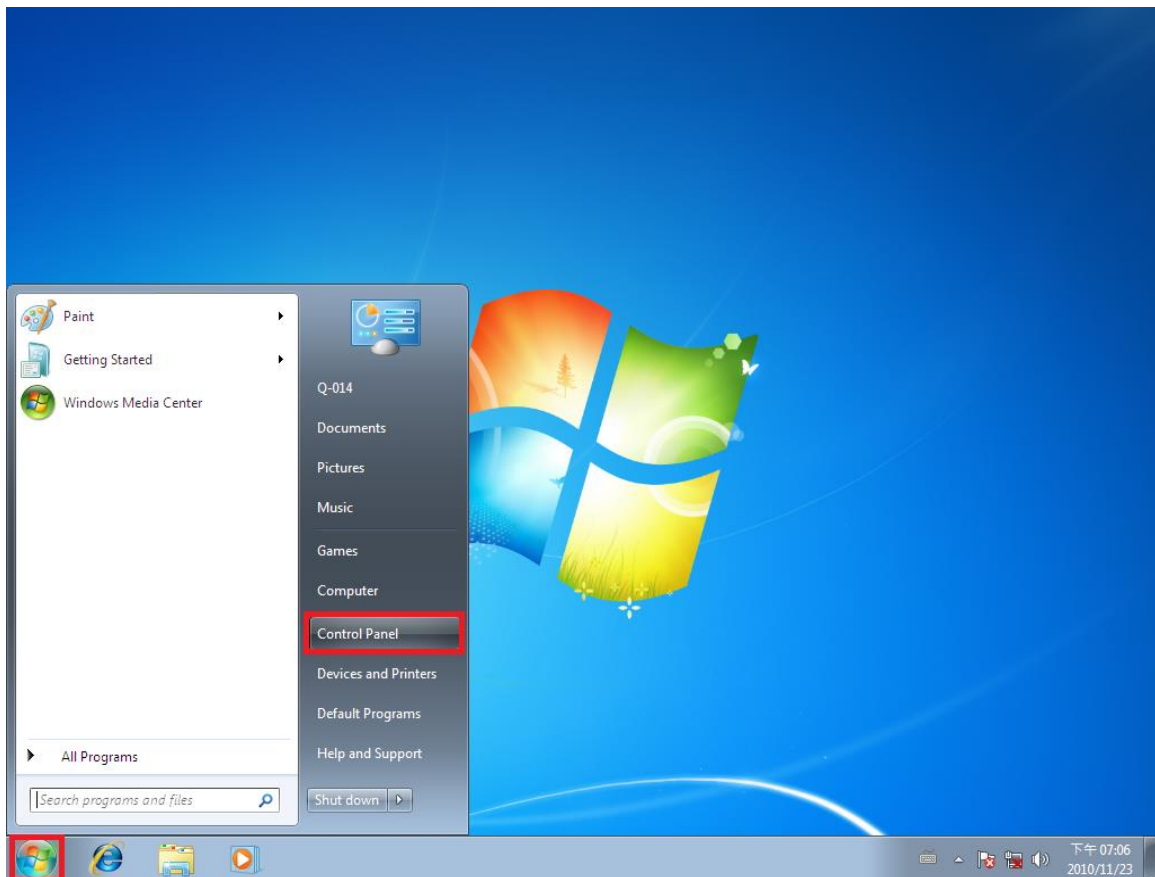 Paint
Getting Started
Windows Media Center
All Programs
Search programs and files
Q-014
Documents
Pictures
Music
Games
Computer
Control Panel
Devices and Printers
Default Programs
Help and Support
Shut down
下午 07:06
2010/11/23